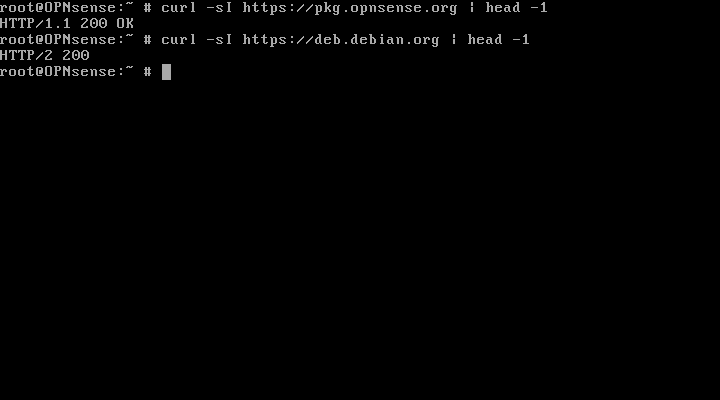 root@OPNsense:~ # curl -sI https://pkg.opnsense.org | head -1
HTTP/1.1 200 OK
root@OPNsense:~ # curl -sI https://deb.debian.org | head -1
HTTP/2 200
root@OPNsense:~ #